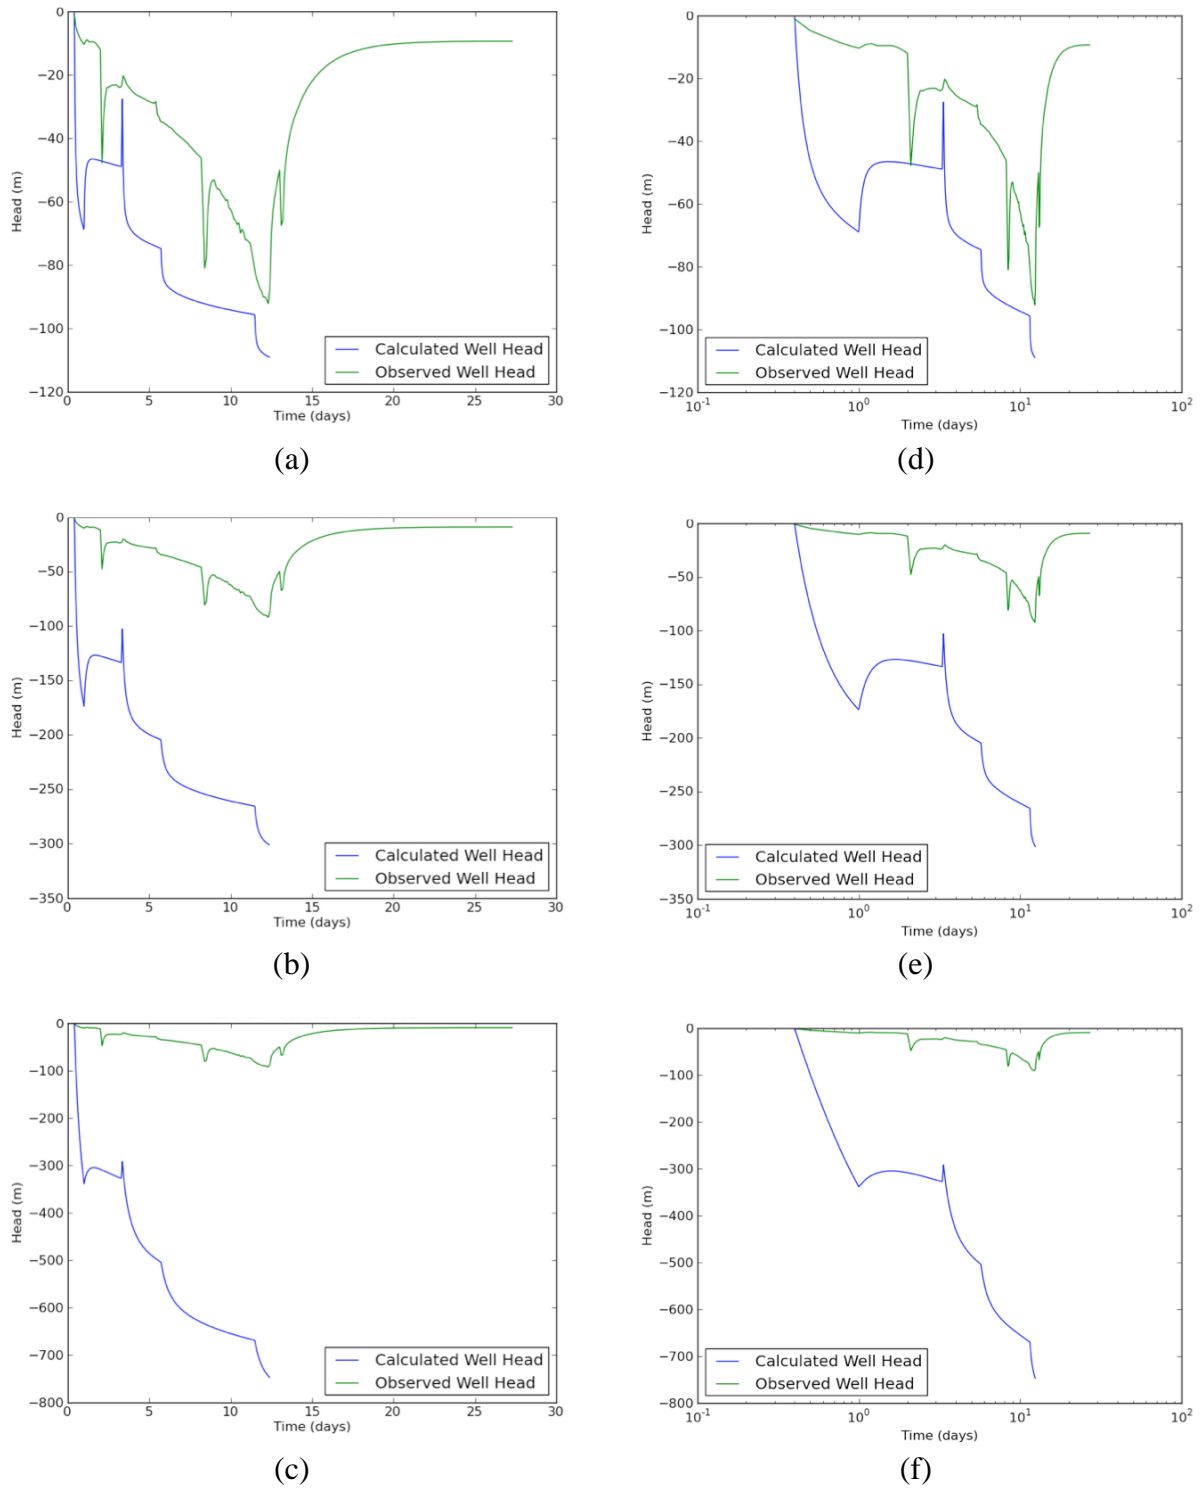 0
−20
−40
−60
−80
−100
−120
Head (m)
Calculated Well Head
Observed Well Head
0 5 10 15 20 25 30
Time (days)
(a)
0
−20
−40
−60
−80
−100
−120
Head (m)
Calculated Well Head
Observed Well Head
10⁻¹ 10⁰ 10¹ 10²
Time (days)
(d)
0
−50
−100
−150
−200
−250
−300
−350
Head (m)
Calculated Well Head
Observed Well Head
0 5 10 15 20 25 30
Time (days)
(b)
0
−50
−100
−150
−200
−250
−300
−350
Head (m)
Calculated Well Head
Observed Well Head
10⁻¹ 10⁰ 10¹ 10²
Time (days)
(e)
0
−100
−200
−300
−400
−500
−600
−700
−800
Head (m)
Calculated Well Head
Observed Well Head
0 5 10 15 20 25 30
Time (days)
(c)
0
−100
−200
−300
−400
−500
−600
−700
−800
Head (m)
Calculated Well Head
Observed Well Head
10⁻¹ 10⁰ 10¹ 10²
Time (days)
(f)